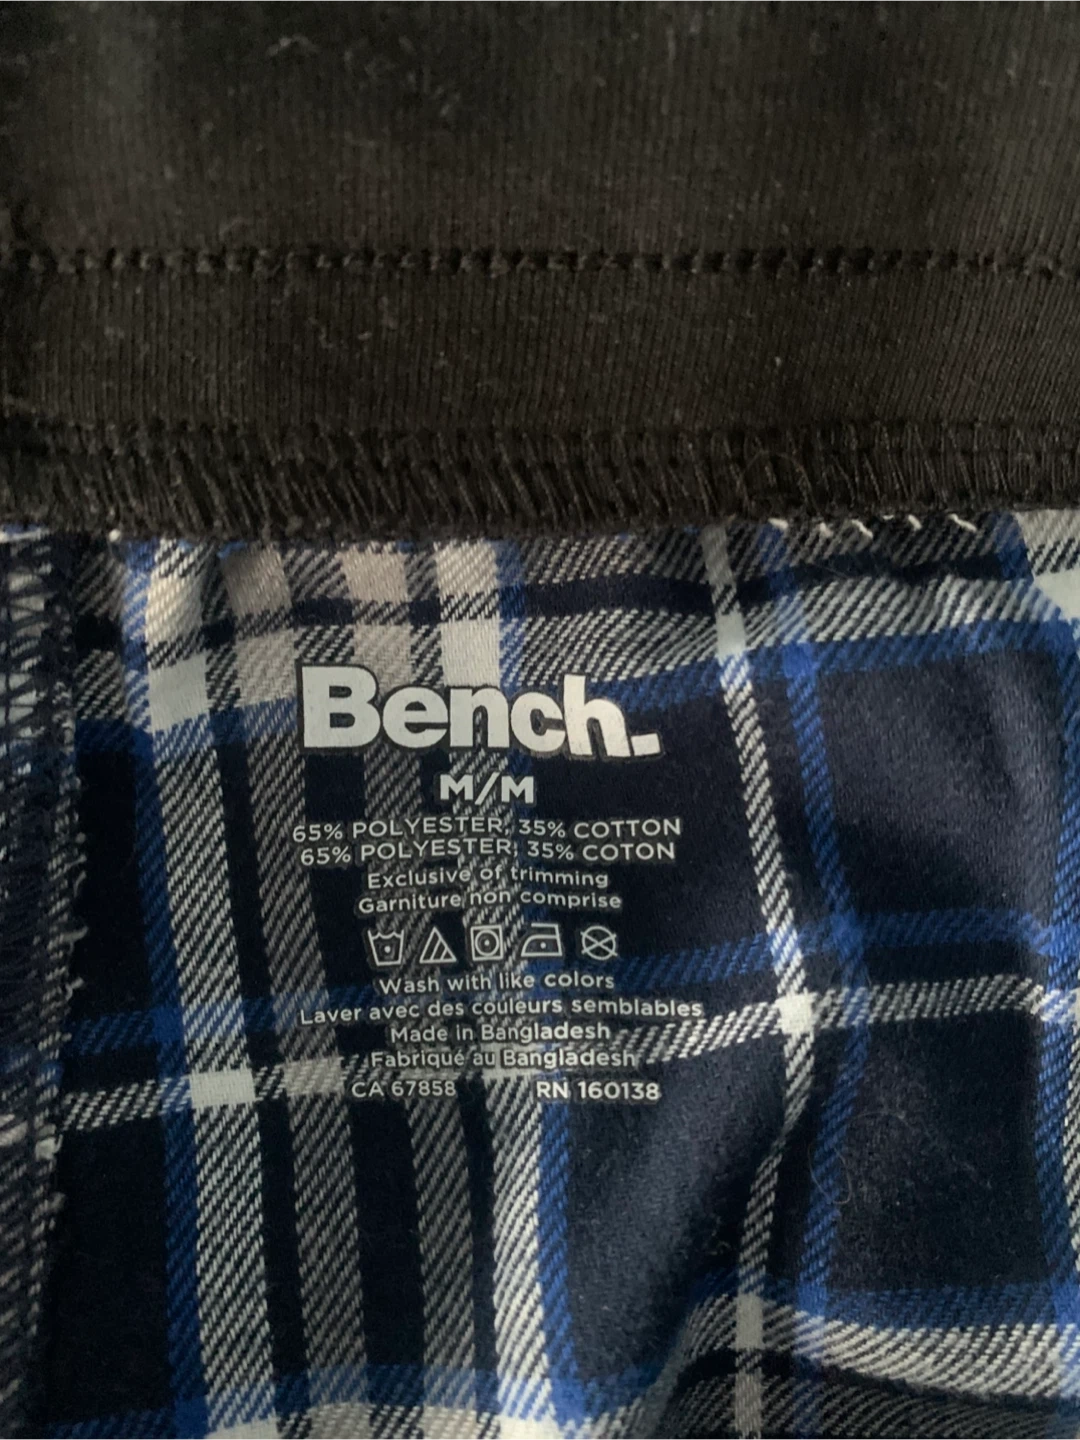 Bench.
M/M
65% POLYESTER, 35% COTTON
65% POLYESTER, 35% COTON
Exclusive of trimming
Garniture non comprise
Wash with like colors
Laver avec des couleurs semblables
Made in Bangladesh
Fabriqué au Bangladesh
CA 67858 RN 160138